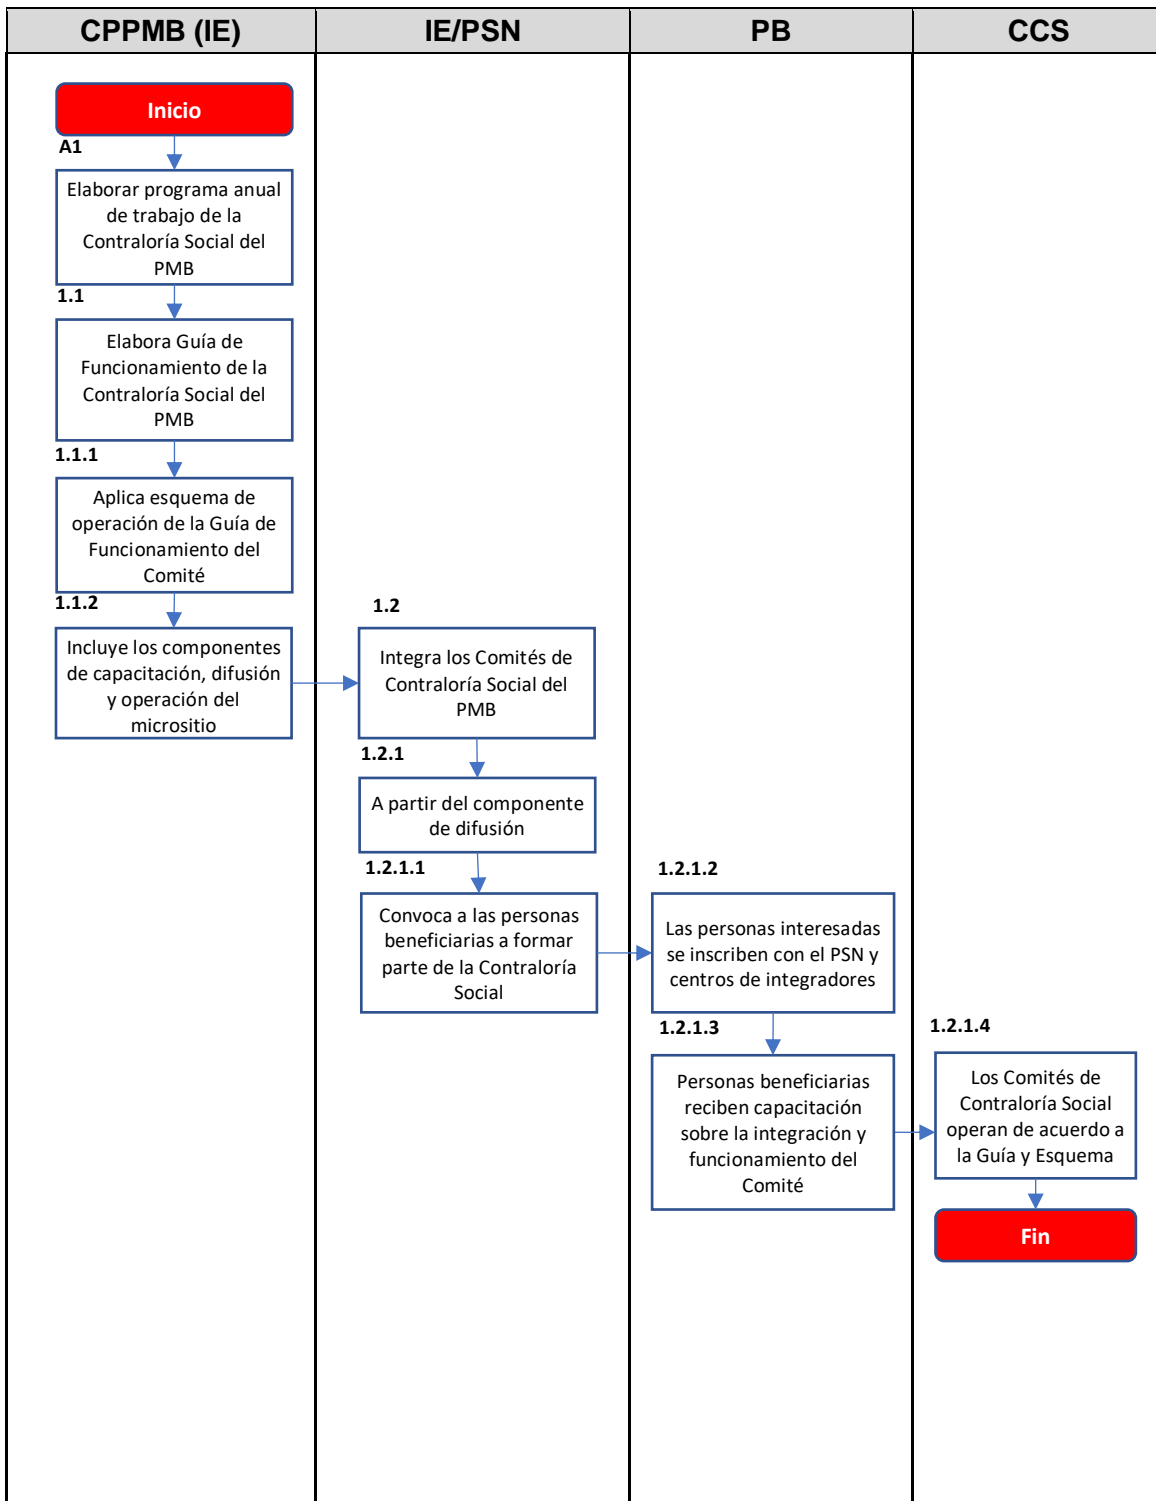 CPPMB (IE)
IE/PSN
PB
CCS
Inicio
A1
Elaborar programa anual
de trabajo de la
Contraloría Social del
PMB
1.1
Elabora Guía de
Funcionamiento de la
Contraloría Social del
PMB
1.1.1
Aplica esquema de
operación de la Guía de
Funcionamiento del
Comité
1.1.2
Incluye los componentes
de capacitación, difusión
y operación del
micrositio
1.2
Integra los Comités de
Contraloría Social del
PMB
1.2.1
A partir del componente
de difusión
1.2.1.1
Convoca a las personas
beneficiarias a formar
parte de la Contraloría
Social
1.2.1.2
Las personas interesadas
se inscriben con el PSN y
centros de integradores
1.2.1.3
Personas beneficiarias
reciben capacitación
sobre la integración y
funcionamiento del
Comité
1.2.1.4
Los Comités de
Contraloría Social
operan de acuerdo a
la Guía y Esquema
Fin